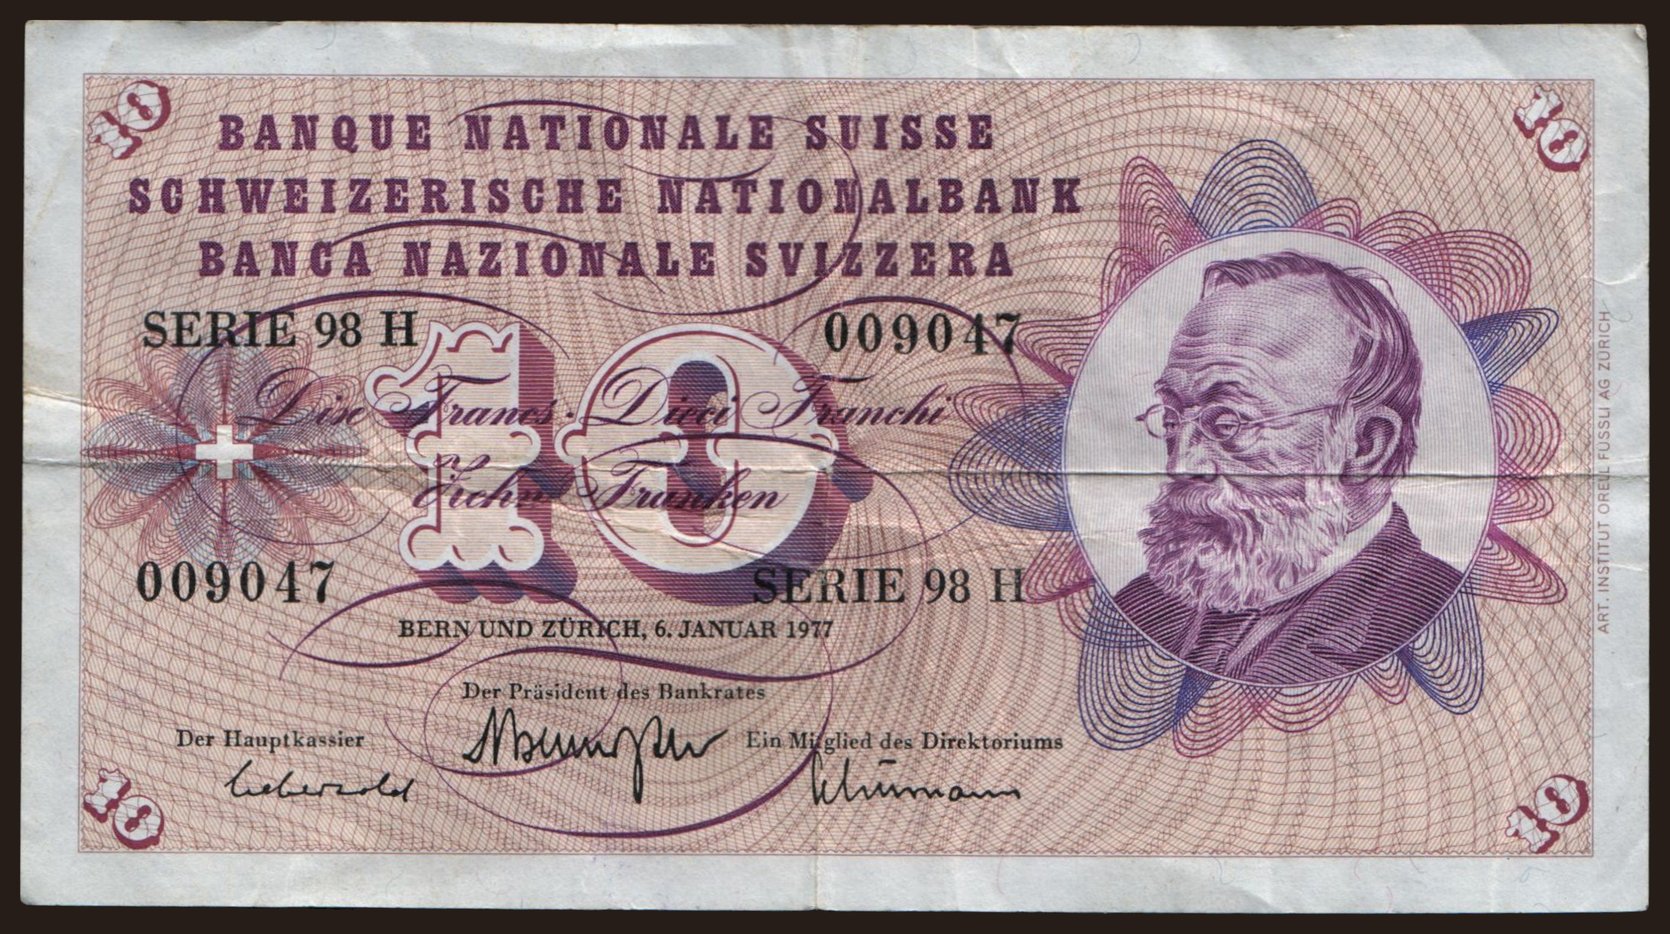 10
10
BANQUE NATIONALE SUISSE
SCHWEIZERISCHE NATIONALBANK
BANCA NAZIONALE SVIZZERA
SERIE 98 H
009047
10
Dix Francs · Dieci Franchi
Zehn Franken
009047
SERIE 98 H
BERN UND ZÜRICH, 6. JANUAR 1977
Der Präsident des Bankrates
Der Hauptkassier
Ein Mitglied des Direktoriums
Schürmann
10
10
ART. INSTITUT ORELL FÜSSLI AG ZÜRICH